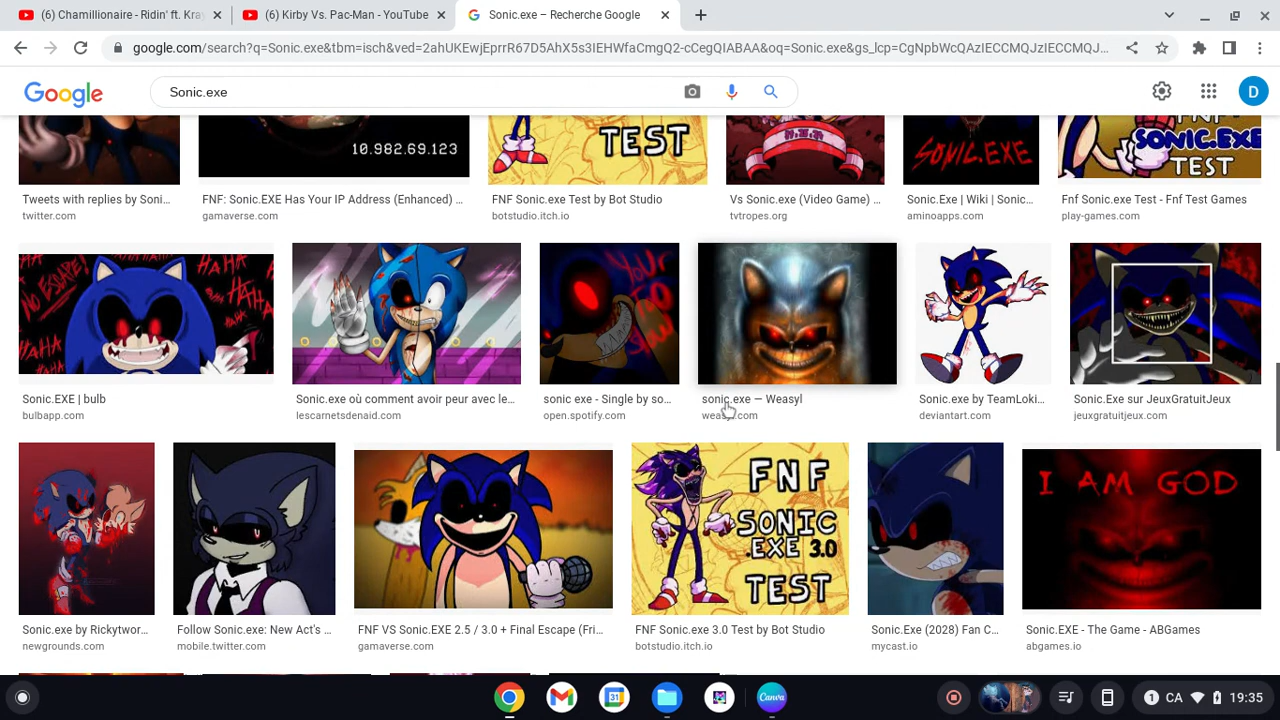 (6) Chamillionaire - Ridin' ft. Kray
(6) Kirby Vs. Pac-Man - YouTube
Sonic.exe – Recherche Google
google.com/search?q=Sonic.exe&tbm=isch&ved=2ahUKEwjEprrR67D5AhX5s3IEHWfaCmgQ2-cCegQIABAA&oq=Sonic.exe&gs_lcp=CgNpbWcQAzIECCMQJzIECCMQJ...
Google
Sonic.exe
D
10.982.69.123
TEST
SONIC.EXE
FNF
SONIC.EXE
TEST
Tweets with replies by Soni...
FNF: Sonic.EXE Has Your IP Address (Enhanced) ...
FNF Sonic.exe Test by Bot Studio
Vs Sonic.exe (Video Game) ...
Sonic.Exe | Wiki | Sonic...
Fnf Sonic.exe Test - Fnf Test Games
twitter.com
gamaverse.com
botstudio.itch.io
tvtropes.org
aminoapps.com
play-games.com
NO ESCAPE!
HAHA
HAHA
HAHA
Sonic.EXE | bulb
Sonic.exe où comment avoir peur avec le...
sonic exe - Single by so...
sonic.exe — Weasyl
Sonic.exe by TeamLoki...
Sonic.Exe sur JeuxGratuitJeux
bulbapp.com
lescarnetsdenaid.com
open.spotify.com
weasyl.com
deviantart.com
jeuxgratuitjeux.com
FNF
SONIC
.EXE 3.0
TEST
I AM GOD
Sonic.exe by Rickytwor...
Follow Sonic.exe: New Act's ...
FNF VS Sonic.EXE 2.5 / 3.0 + Final Escape (Fri...
FNF Sonic.exe 3.0 Test by Bot Studio
Sonic.Exe (2028) Fan C...
Sonic.EXE - The Game - ABGames
newgrounds.com
mobile.twitter.com
gamaverse.com
botstudio.itch.io
mycast.io
abgames.io
31
Canva
1
CA
19:35